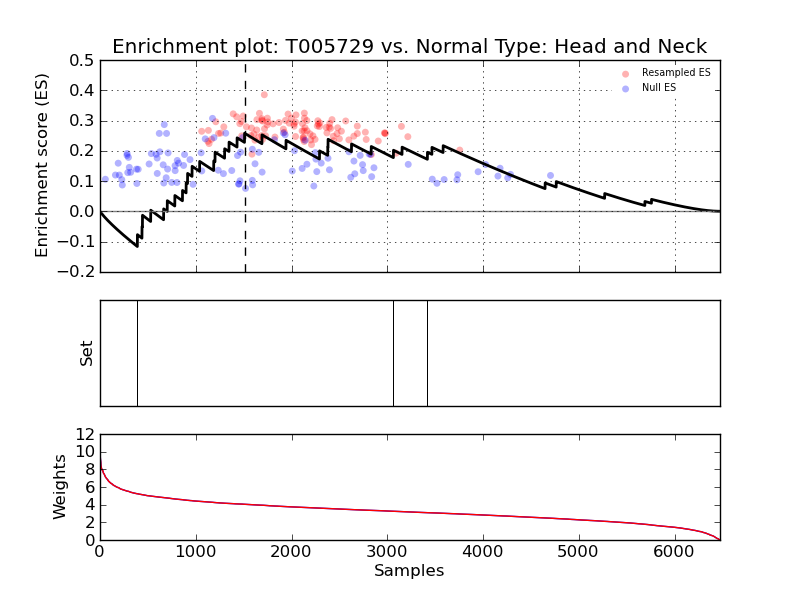 Enrichment plot: T005729 vs. Normal Type: Head and Neck
Enrichment score (ES)
0.5
0.4
0.3
0.2
0.1
0.0
−0.1
−0.2
Resampled ES
Null ES
Set
Weights
12
10
8
6
4
2
0
0 1000 2000 3000 4000 5000 6000
Samples